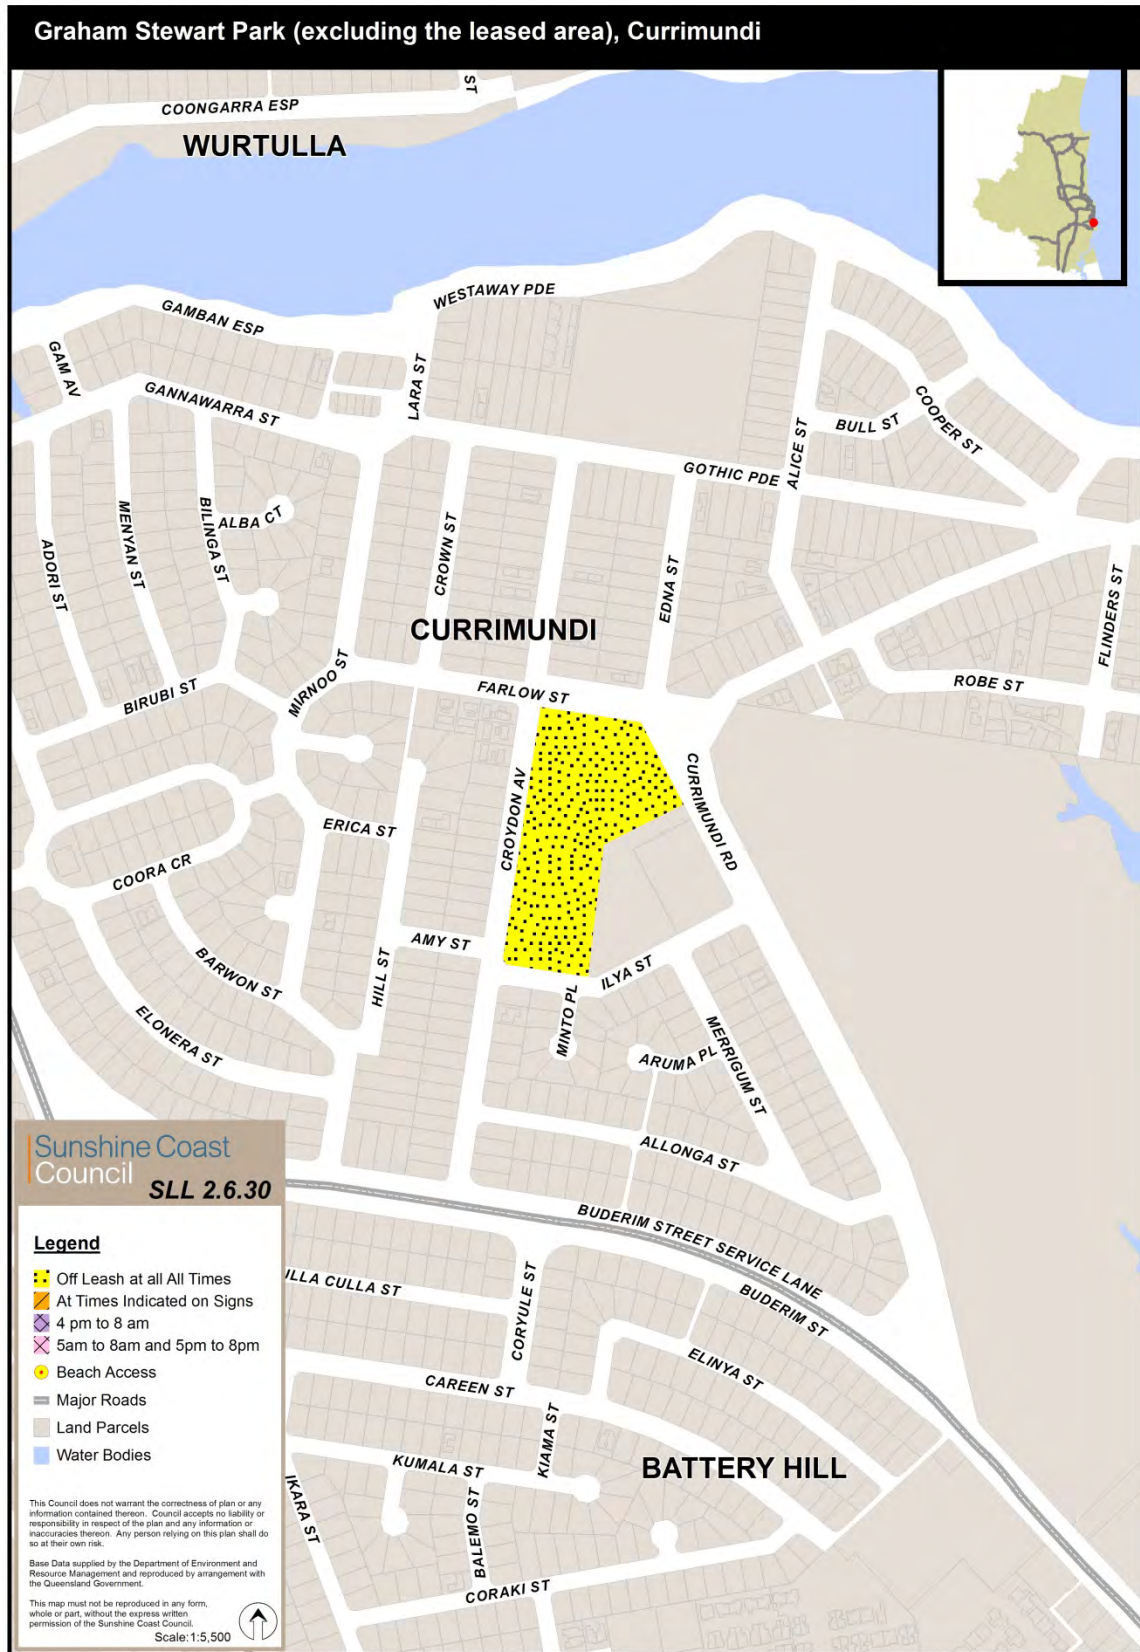 Graham Stewart Park (excluding the leased area), Currimundi
ST
COONGARRA ESP
WURTULLA
WESTAWAY PDE
GAMBAN ESP
GAM AV
LARA ST
GANNAWARRA ST
COOPER ST
BULL ST
ALICE ST
GOTHIC PDE
MENYAN ST
BILINGA ST
ALBA CT
CROWN ST
ADORI ST
EDNA ST
FLINDERS ST
CURRIMUNDI
MIRNOO ST
BIRUBI ST
FARLOW ST
ROBE ST
CROYDON AV
CURRIMUNDI RD
ERICA ST
COORA CR
AMY ST
HILL ST
BARWON ST
ILYA ST
MINTO PL
ELONERA ST
ARUMA PL
MERRIGUM ST
ALLONGA ST
BUDERIM STREET SERVICE LANE
BUDERIM ST
ILLA CULLA ST
CORYULE ST
ELINYA ST
CAREEN ST
KIAMA ST
BATTERY HILL
KUMALA ST
IKARA ST
BALEMO ST
CORAKI ST
Sunshine Coast
Council
SLL 2.6.30
Legend
Off Leash at all All Times
At Times Indicated on Signs
4 pm to 8 am
5am to 8am and 5pm to 8pm
Beach Access
Major Roads
Land Parcels
Water Bodies
This Council does not warrant the correctness of plan or any
information contained thereon. Council accepts no liability or
responsibility in respect of the plan and any information or
inaccuracies thereon. Any person relying on this plan shall do
so at their own risk.
Base Data supplied by the Department of Environment and
Resource Management and reproduced by arrangement with
the Queensland Government.
This map must not be reproduced in any form,
whole or part, without the express written
permission of the Sunshine Coast Council.
Scale:1:5,500